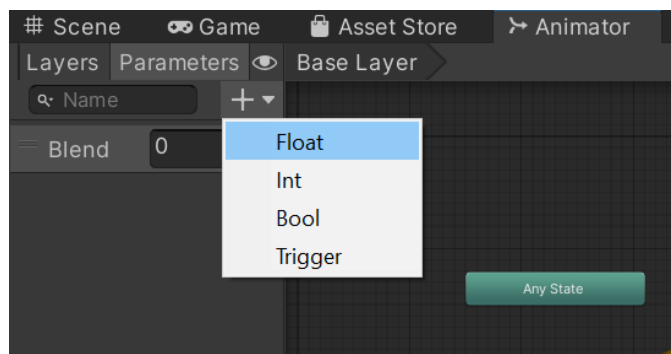 Scene Game Asset Store Animator
Layers Parameters Base Layer
Name
Blend 0
Float
Int
Bool
Trigger
Any State